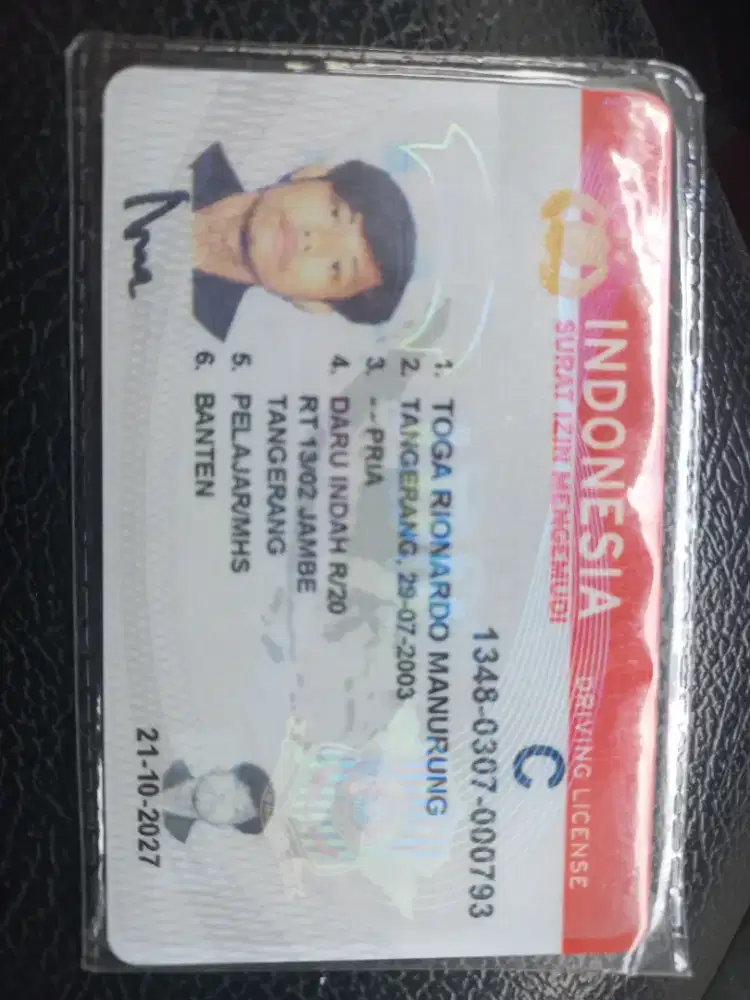 INDONESIA
SURAT IZIN MENGEMUDI DRIVING LICENSE
C
1348-0307-000793
1. TOGA RIONARDO MANURUNG
2. TANGERANG, 29-07-2003
3. - - PRIA
4. DARU INDAH R/20
RT 13/02 JAMBE
TANGERANG
5. PELAJAR/MHS
6. BANTEN
21-10-2027